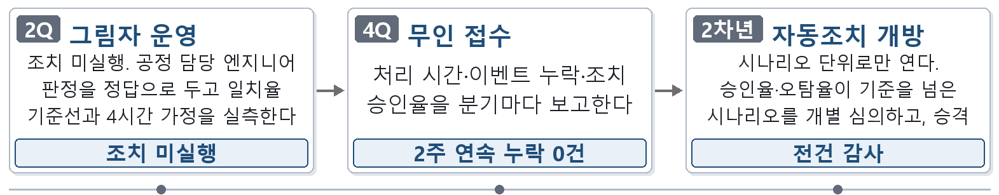 2Q 그림자 운영
조치 미실행. 공정 담당 엔지니어
판정을 정답으로 두고 일치율
기준선과 4시간 가정을 실측한다
조치 미실행
4Q 무인 접수
처리 시간·이벤트 누락·조치
승인율을 분기마다 보고한다
2주 연속 누락 0건
2차년 자동조치 개방
시나리오 단위로만 연다.
승인율·오탐율이 기준을 넘은
시나리오를 개별 심의하고, 승격
전건 감사